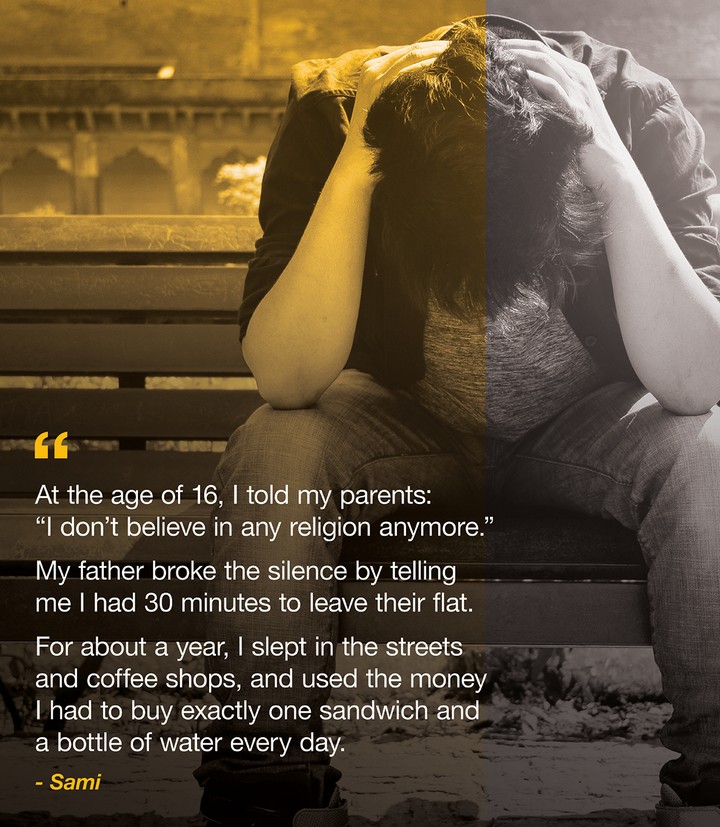 “
At the age of 16, I told my parents:
“I don’t believe in any religion anymore.”
My father broke the silence by telling
me I had 30 minutes to leave their flat.
For about a year, I slept in the streets
and coffee shops, and used the money
I had to buy exactly one sandwich and
a bottle of water every day.
- Sami